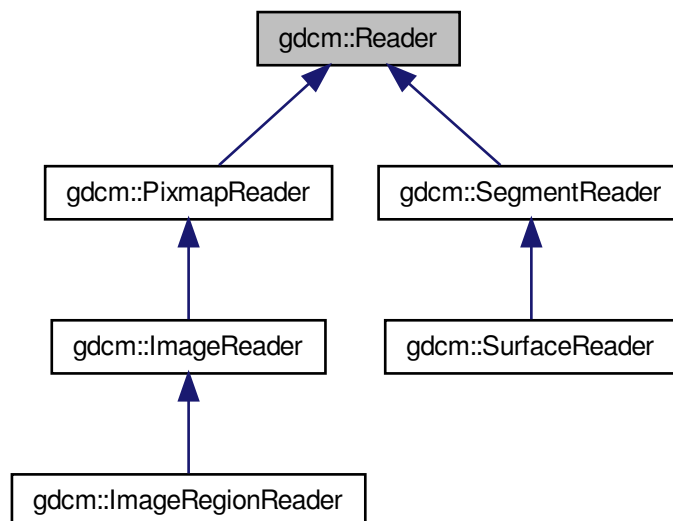 gdcm::Reader
gdcm::PixmapReader
gdcm::SegmentReader
gdcm::ImageReader
gdcm::SurfaceReader
gdcm::ImageRegionReader